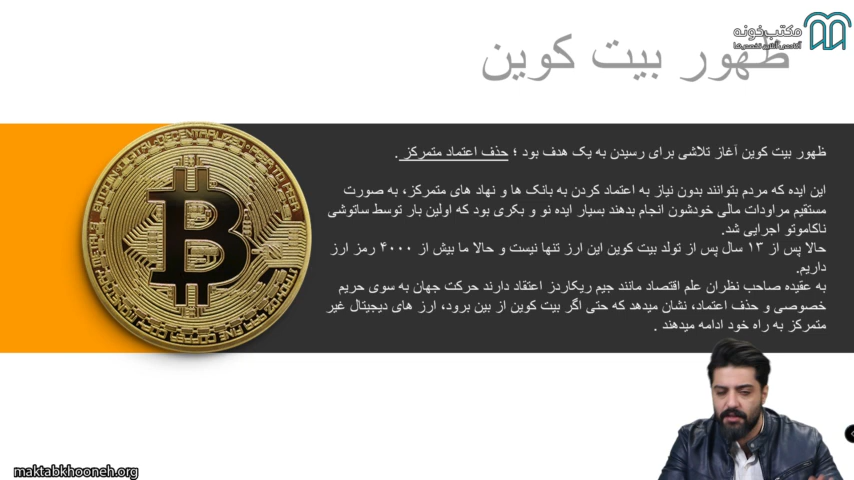 مکتب‌خونه
آکادمی آنلاین تخصص‌ها
ظهور بیت کوین
ظهور بیت کوین آغاز تلاشی برای رسیدن به یک هدف بود ؛ حذف اعتماد متمرکز .
این ایده که مردم بتوانند بدون نیاز به اعتماد کردن به بانک ها و نهاد های متمرکز، به صورت
مستقیم مراودات مالی خودشون انجام بدهند بسیار ایده نو و بکری بود که اولین بار توسط ساتوشی
ناکاموتو اجرایی شد.
حالا پس از ۱۳ سال پس از تولد بیت کوین این ارز تنها نیست و حالا ما بیش از ۴۰۰۰ رمز ارز
داریم.
به عقیده صاحب نظران علم اقتصاد مانند جیم ریکاردز اعتقاد دارند حرکت جهان به سوی حریم
خصوصی و حذف اعتماد، نشان میدهد که حتی اگر بیت کوین از بین برود، ارز های دیجیتال غیر
متمرکز به راه خود ادامه میدهند .
maktabkhooneh.org